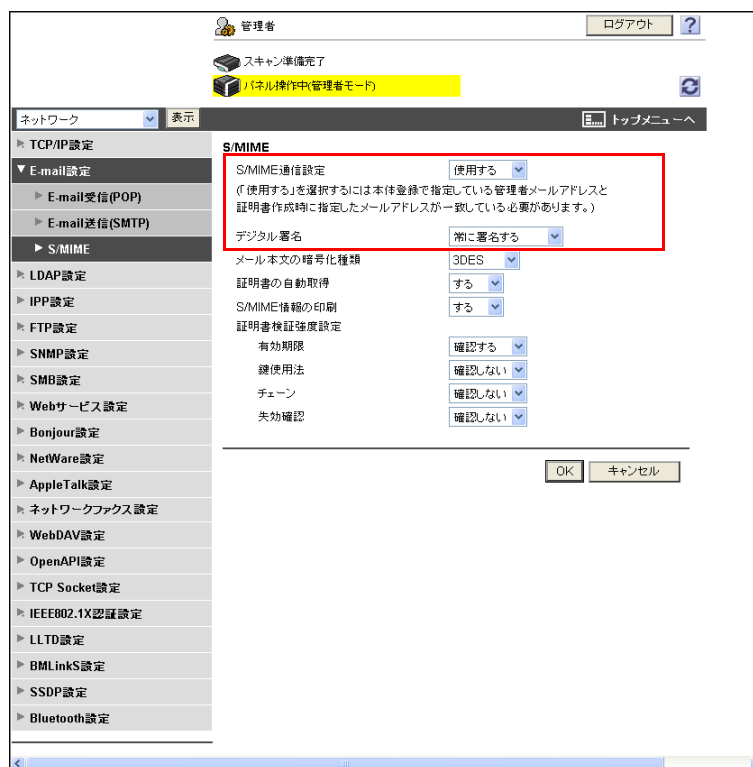 管理者
ログアウト
?
スキャン準備完了
パネル操作中(管理者モード)
ネットワーク
表示
トップメニューへ
TCP/IP設定
E-mail設定
E-mail受信(POP)
E-mail送信(SMTP)
S/MIME
LDAP設定
IPP設定
FTP設定
SNMP設定
SMB設定
Webサービス設定
Bonjour設定
NetWare設定
AppleTalk設定
ネットワークファクス設定
WebDAV設定
OpenAPI設定
TCP Socket設定
IEEE802.1X認証設定
LLTD設定
BMLinkS設定
SSDP設定
Bluetooth設定
S/MIME
S/MIME通信設定 使用する
(「使用する」を選択するには本体登録で指定している管理者メールアドレスと
証明書作成時に指定したメールアドレスが一致している必要があります。)
デジタル署名 常に署名する
メール本文の暗号化種類 3DES
証明書の自動取得 する
S/MIME情報の印刷 する
証明書検証強度設定
有効期限 確認する
鍵使用法 確認しない
チェーン 確認しない
失効確認 確認しない
OK キャンセル